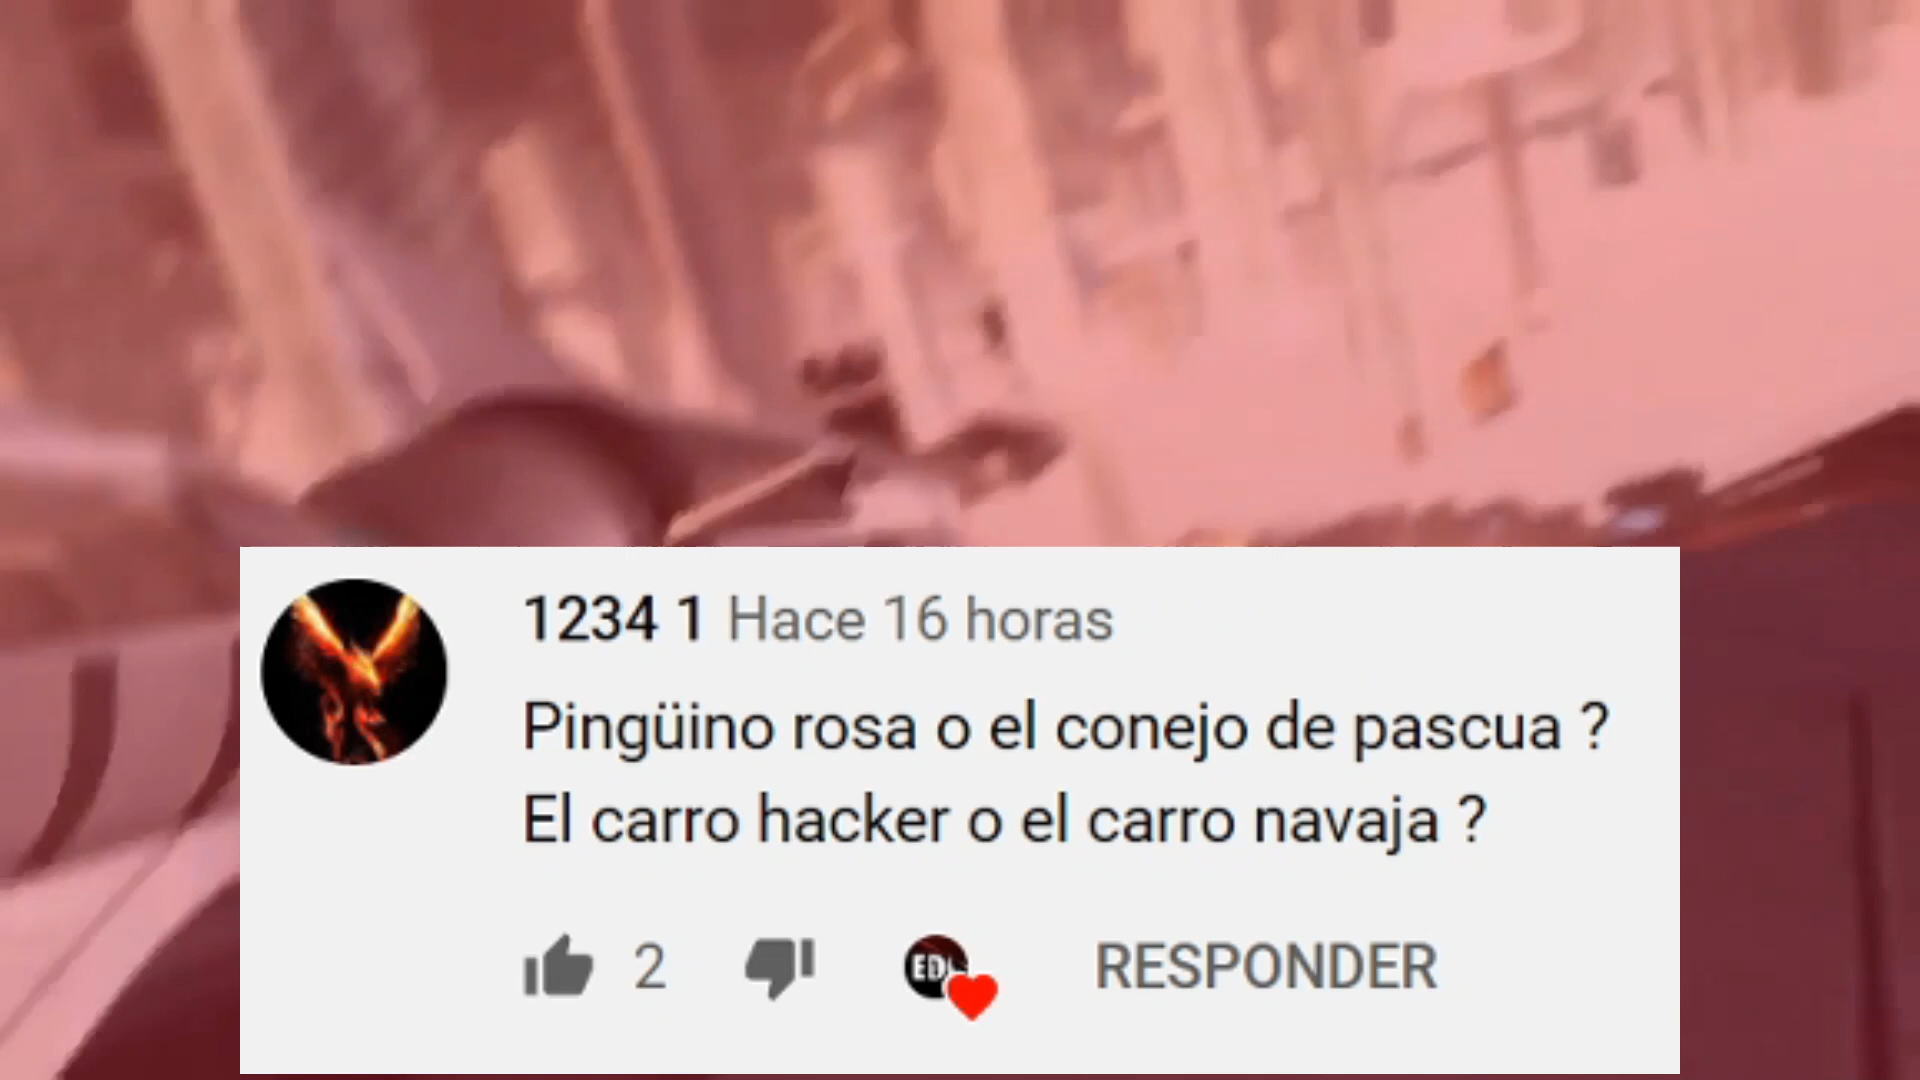 1234 1 Hace 16 horas
Pingüino rosa o el conejo de pascua ?
El carro hacker o el carro navaja ?
2 RESPONDER